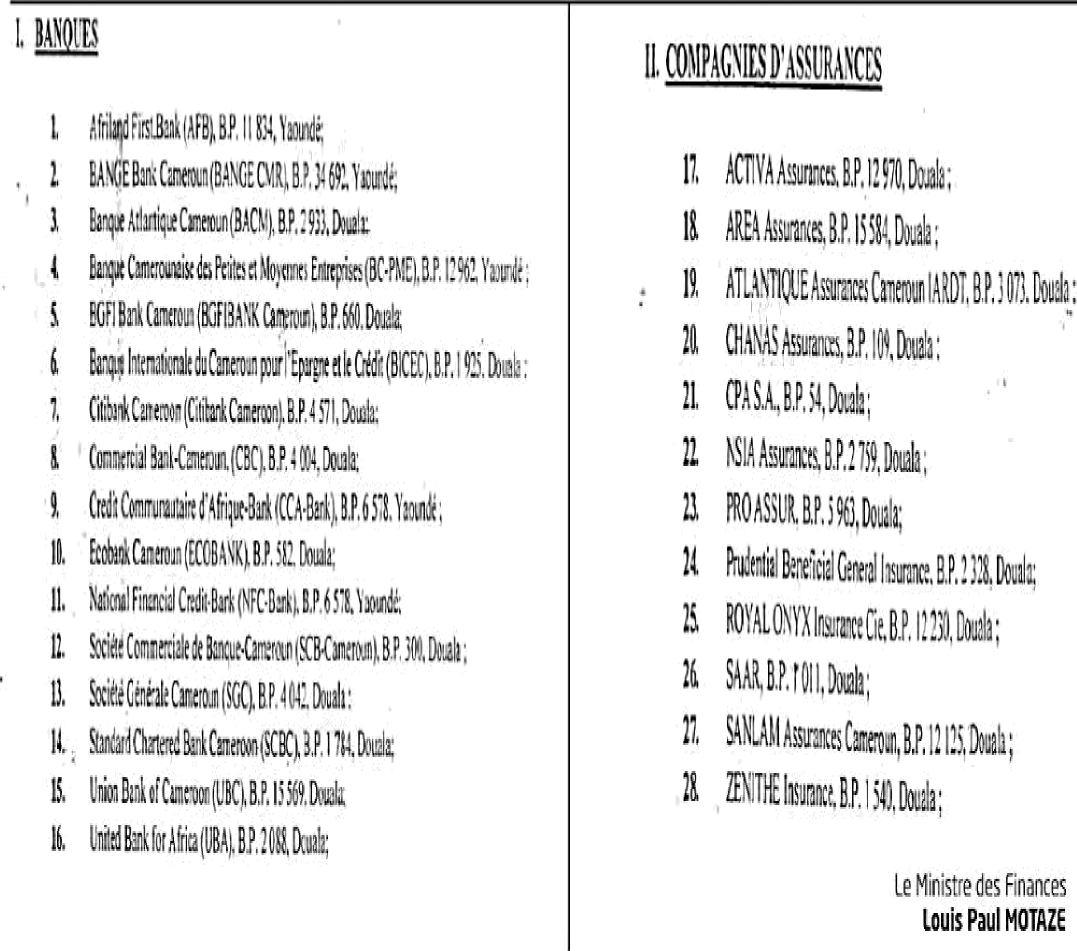 I. BANQUES
1. Afriland First Bank (AFB), B.P. 11 834, Yaoundé;
2. BANGE Bank Cameroun (BANGE CMR), B.P. 34 692, Yaoundé;
3. Banque Atlantique Cameroun (BACM), B.P. 2 933, Douala;
4. Banque Camerounaise des Petites et Moyennes Entreprises (BC-PME), B.P. 12 962, Yaoundé ;
5. BGFI Bank Cameroun (BGFIBANK Cameroun), B.P. 660, Douala;
6. Banque Internationale du Cameroun pour l'Epargne et le Crédit (BICEC), B.P. 1 925, Douala ;
7. Citibank Cameroon (Citibank Cameroon), B.P. 4 571, Douala;
8. Commercial Bank-Cameroun, (CBC), B.P. 4 004, Douala;
9. Credit Communautaire d'Afrique-Bank (CCA-Bank), B.P. 6 578, Yaoundé ;
10. Ecobank Cameroun (ECOBANK), B.P. 582, Douala;
11. National Financial Credit-Bank (NFC-Bank), B.P. 6 578, Yaoundé;
12. Société Commerciale de Banque-Cameroun (SCB-Cameroun), B.P. 300, Douala ;
13. Société Générale Cameroun (SGC), B.P. 4 042, Douala ;
14. Standard Chartered Bank Cameroon (SCBC), B.P. 1 784, Douala;
15. Union Bank of Cameroon (UBC), B.P. 15 569, Douala;
16. United Bank for Africa (UBA), B.P. 2 088, Douala;
II. COMPAGNIES D'ASSURANCES
17. ACTIVA Assurances, B.P. 12 970, Douala ;
18. AREA Assurances, B.P. 15 584, Douala ;
19. ATLANTIQUE Assurances Cameroun IARDT, B.P. 3 073, Douala ;
20. CHANAS Assurances, B.P. 109, Douala ;
21. CPA S.A., B.P. 54, Douala ;
22. NSIA Assurances, B.P. 2 759, Douala ;
23. PRO ASSUR, B.P. 5 963, Douala;
24. Prudential Beneficial General Insurance, B.P. 2 328, Douala;
25. ROYAL ONYX Insurance Cie, B.P. 12 230, Douala ;
26. SAAR, B.P. 1 011, Douala ;
27. SANLAM Assurances Cameroun, B.P. 12 125, Douala ;
28. ZENITHE Insurance, B.P. 1 540, Douala ;
Le Ministre des Finances
Louis Paul MOTAZE